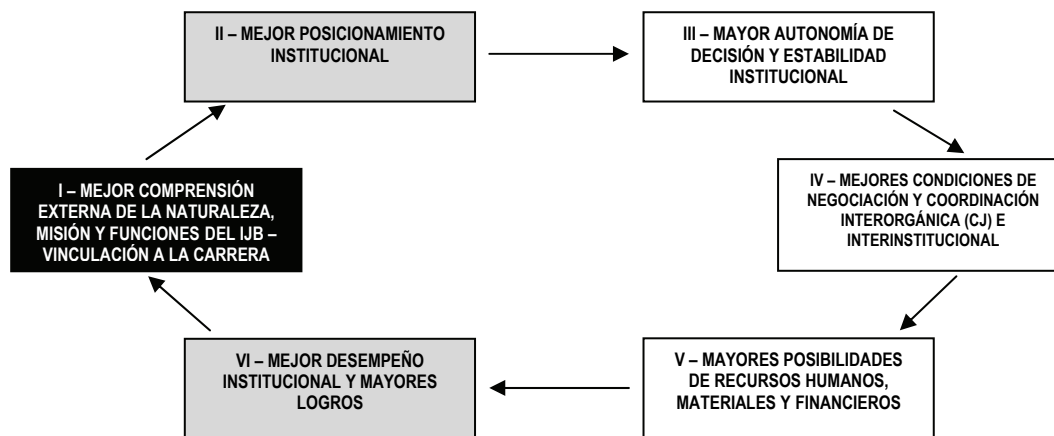 II – MEJOR POSICIONAMIENTO
INSTITUCIONAL
III – MAYOR AUTONOMÍA DE
DECISIÓN Y ESTABILIDAD
INSTITUCIONAL
I – MEJOR COMPRENSIÓN
EXTERNA DE LA NATURALEZA,
MISIÓN Y FUNCIONES DEL IJB –
VINCULACIÓN A LA CARRERA
IV – MEJORES CONDICIONES DE
NEGOCIACIÓN Y COORDINACIÓN
INTERORGÁNICA (CJ) E
INTERINSTITUCIONAL
VI – MEJOR DESEMPEÑO
INSTITUCIONAL Y MAYORES
LOGROS
V – MAYORES POSIBILIDADES
DE RECURSOS HUMANOS,
MATERIALES Y FINANCIEROS